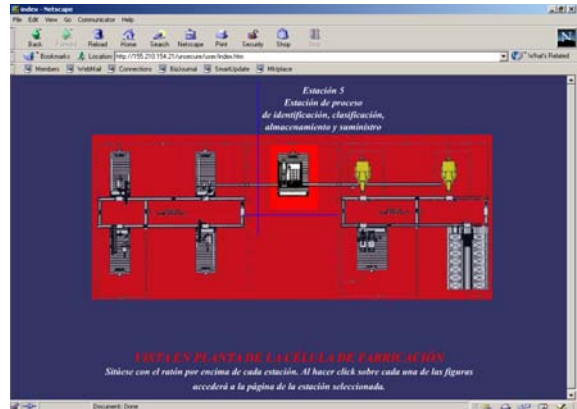 index - Netscape
File Edit View Go Communicator Help
Back Forward Reload Home Search Netscape Print Security Shop Stop
Bookmarks Location: http://155.210.154.21/unsecure/user/index.htm What's Related
Members WebMail Connections BizJournal SmartUpdate Mktplace
Estación 5
Estación de proceso
de identificación, clasificación,
almacenamiento y suministro
VISTA EN PLANTA DE LA CÉLULA DE FABRICACIÓN
Sitúese con el ratón por encima de cada estación. Al hacer click sobre cada una de las figuras
accederá a la página de la estación seleccionada.
Document: Done